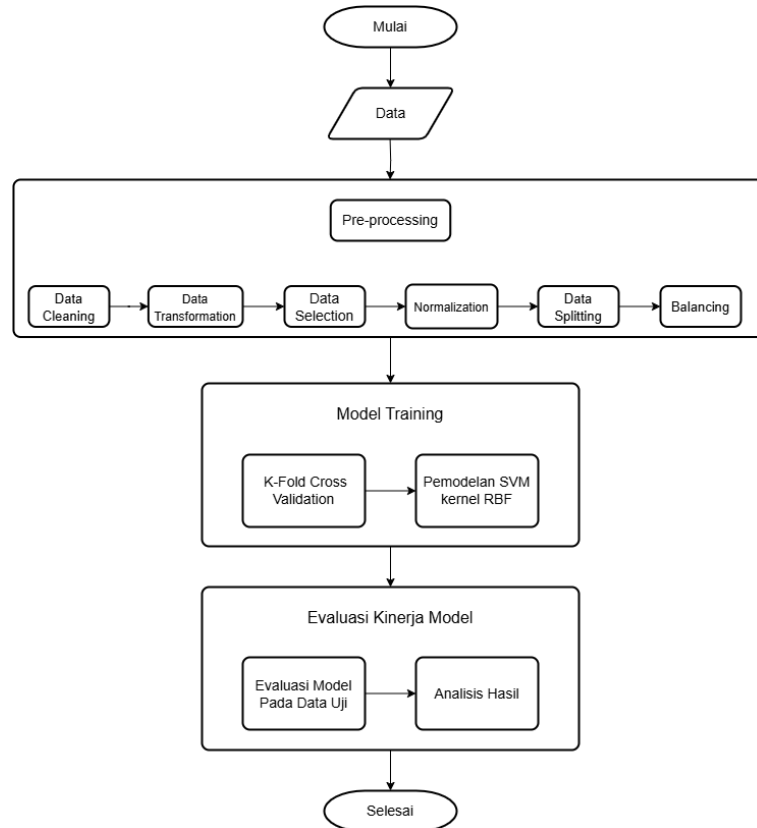 Mulai
Data
Pre-processing
Data
Cleaning
Data
Transformation
Data
Selection
Normalization
Data
Splitting
Balancing
Model Training
K-Fold Cross
Validation
Pemodelan SVM
kernel RBF
Evaluasi Kinerja Model
Evaluasi Model
Pada Data Uji
Analisis Hasil
Selesai